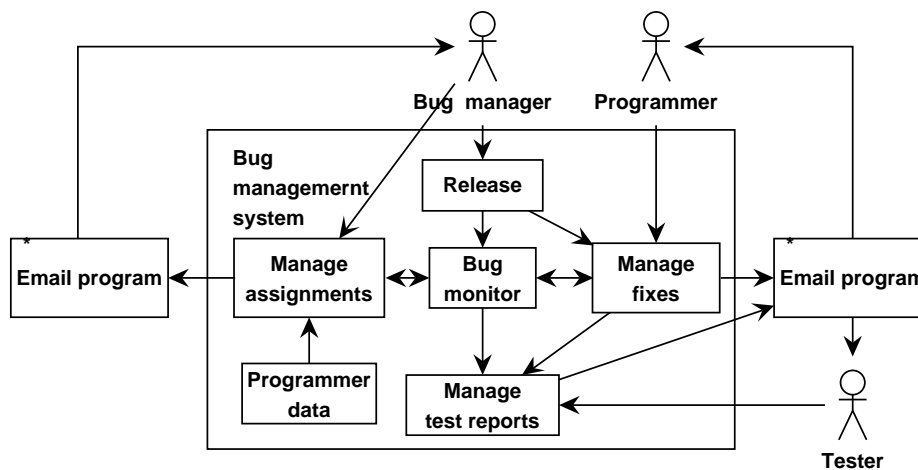 Bug manager
Programmer
Bug
managemernt
system
Release
*
Email program
Manage
assignments
Bug
monitor
Manage
fixes
*
Email program
Programmer
data
Manage
test reports
Tester